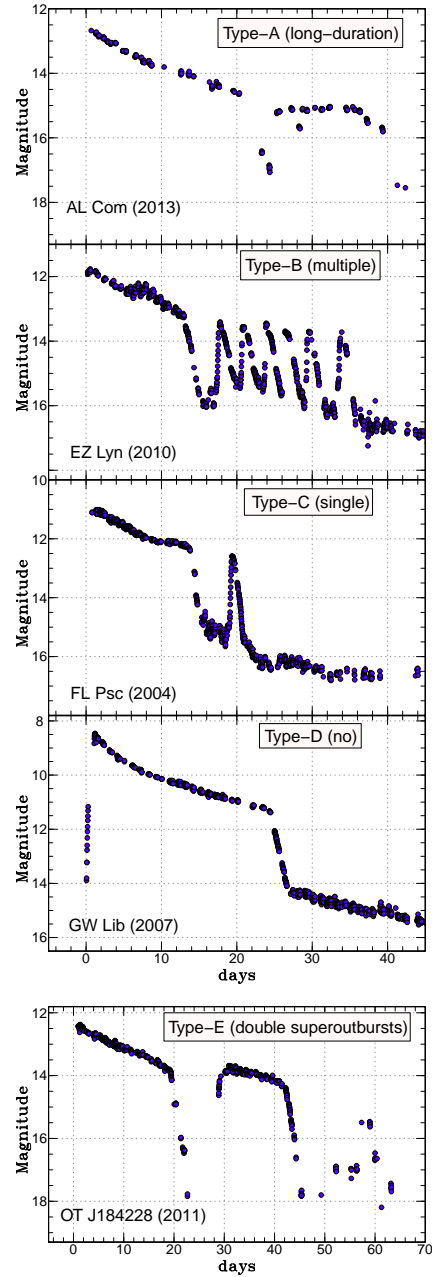 12
14
16
18
Magnitude
Type-A (long-duration)
AL Com (2013)
12
14
16
Magnitude
Type-B (multiple)
EZ Lyn (2010)
10
12
14
16
Magnitude
Type-C (single)
FL Psc (2004)
8
10
12
14
16
Magnitude
Type-D (no)
GW Lib (2007)
0 10 20 30 40
days
12
14
16
18
Magnitude
Type-E (double superoutbursts)
OT J184228 (2011)
0 10 20 30 40 50 60 70
days